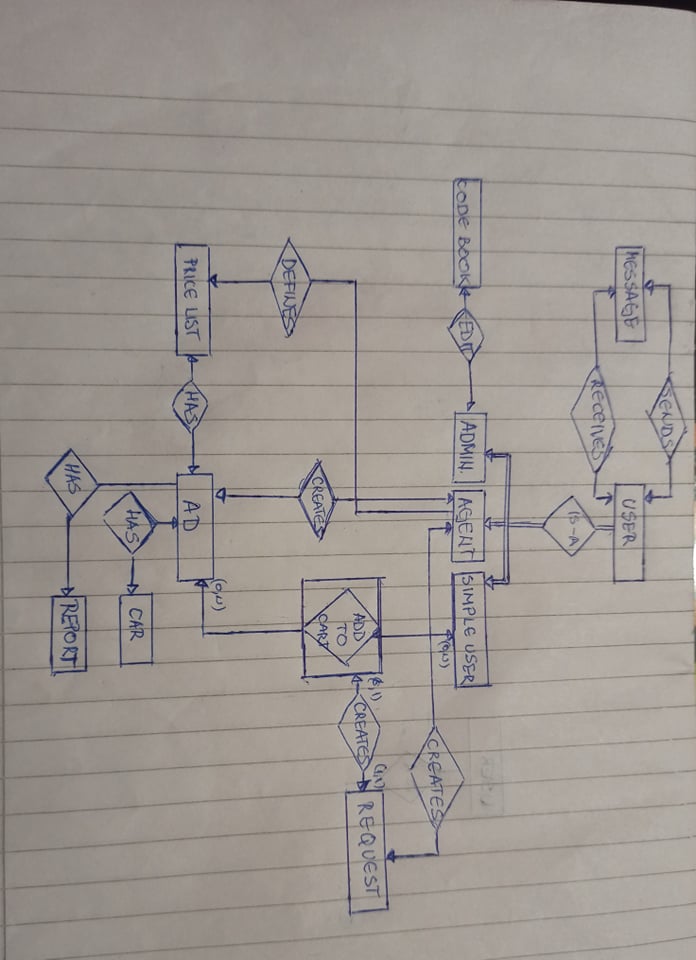 SENDS
MESSAGE
USER
RECEIVES
IS-A
CODE BOOK
EDIT
ADMIN.
AGENT
SIMPLE USER
(0,N)
CREATES
DEFINES
CREATES
ADD
TO
CART
(0,1)
CREATES
(1,N)
REQUEST
PRICE LIST
HAS
AD
(0,N)
HAS
CAR
HAS
REPORT